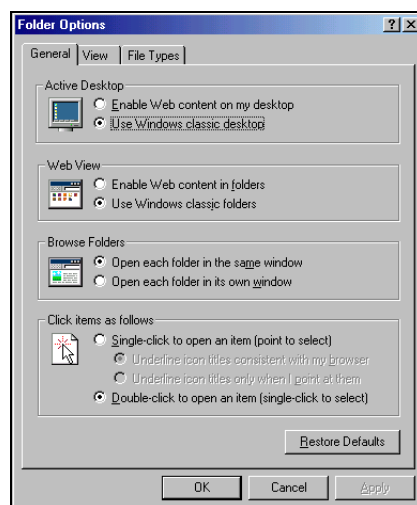 Folder Options
General View File Types
Active Desktop
Enable Web content on my desktop
Use Windows classic desktop
Web View
Enable Web content in folders
Use Windows classic folders
Browse Folders
Open each folder in the same window
Open each folder in its own window
Click items as follows
Single-click to open an item (point to select)
Underline icon titles consistent with my browser
Underline icon titles only when I point at them
Double-click to open an item (single-click to select)
Restore Defaults
OK Cancel Apply